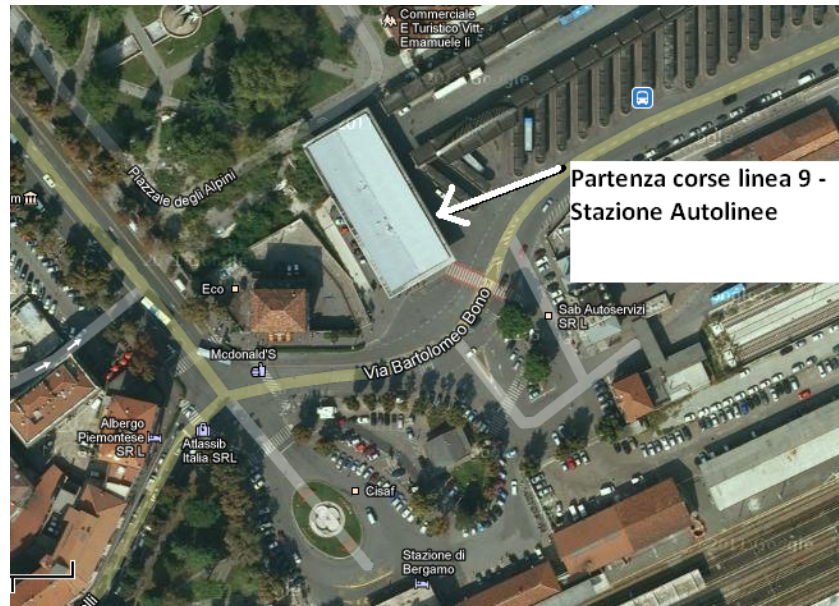 Commerciale
E Turistico Vitt-
Emanuele Ii
Piazzale degli Alpini
Partenza corse linea 9 -
Stazione Autolinee
Eco
Via Bartolomeo Bono
Sab Autoservizi
SR L
Mcdonald'S
Albergo
Piemontese
SR L
Atlassib
Italia SRL
Cisaf
Stazione di
Bergamo